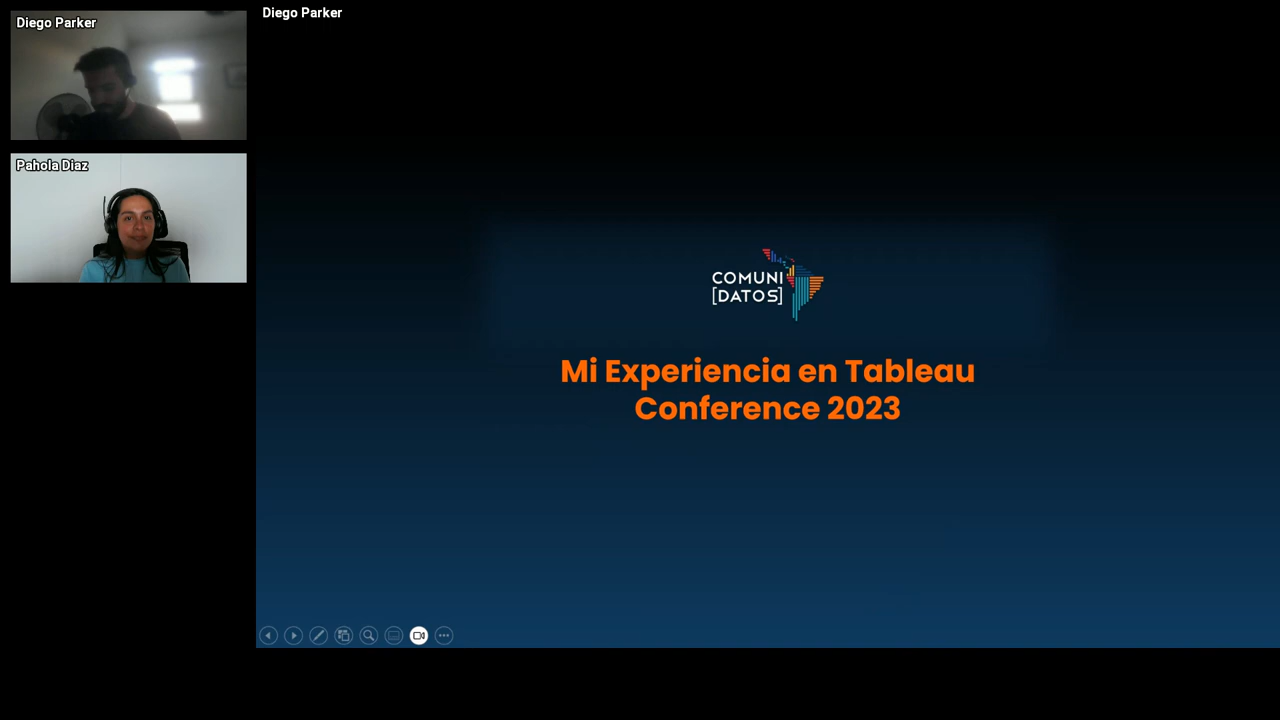 Diego Parker
Diego Parker
Pahola Diaz
COMUNI
[DATOS]
Mi Experiencia en Tableau
Conference 2023